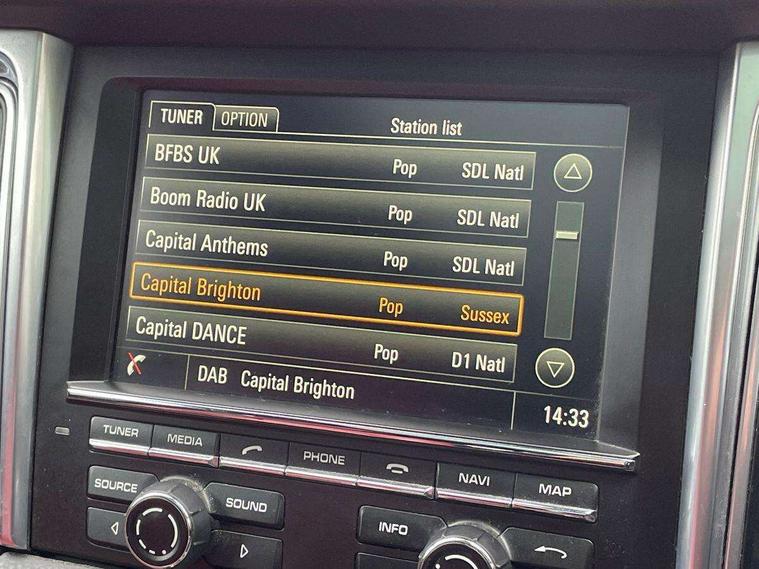 TUNER OPTION Station list
BFBS UK Pop SDL Natl
Boom Radio UK Pop SDL Natl
Capital Anthems Pop SDL Natl
Capital Brighton Pop Sussex
Capital DANCE Pop D1 Natl
DAB Capital Brighton 14:33
TUNER MEDIA PHONE NAVI MAP
SOURCE SOUND INFO